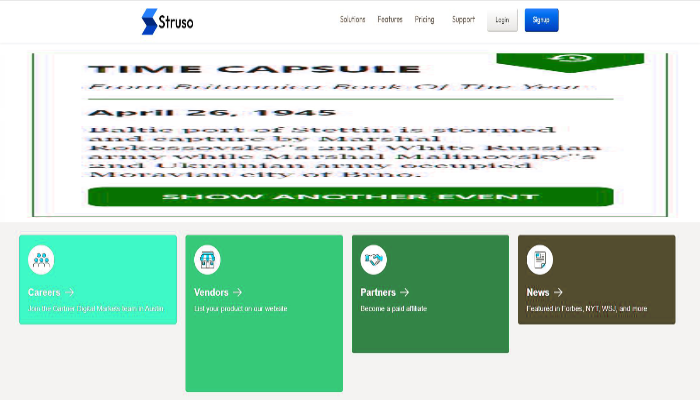 Struso
Solutions Features Pricing Support Login Signup
TIME CAPSULE
From Britannica Book Of The Year
April 26, 1945
Baltic port of Stettin is stormed
and capture by Marshal
Rokossovsky"s 2nd White Russian
army while Marshal Malinovsky"s
2nd Ukrainian army occupied
Moravian city of Brno.
SHOW ANOTHER EVENT
Careers →
Join the Gartner Digital Markets team in Austin
Vendors →
List your product on our website
Partners →
Become a paid affiliate
News →
Featured in Forbes, NYT, WSJ, and more